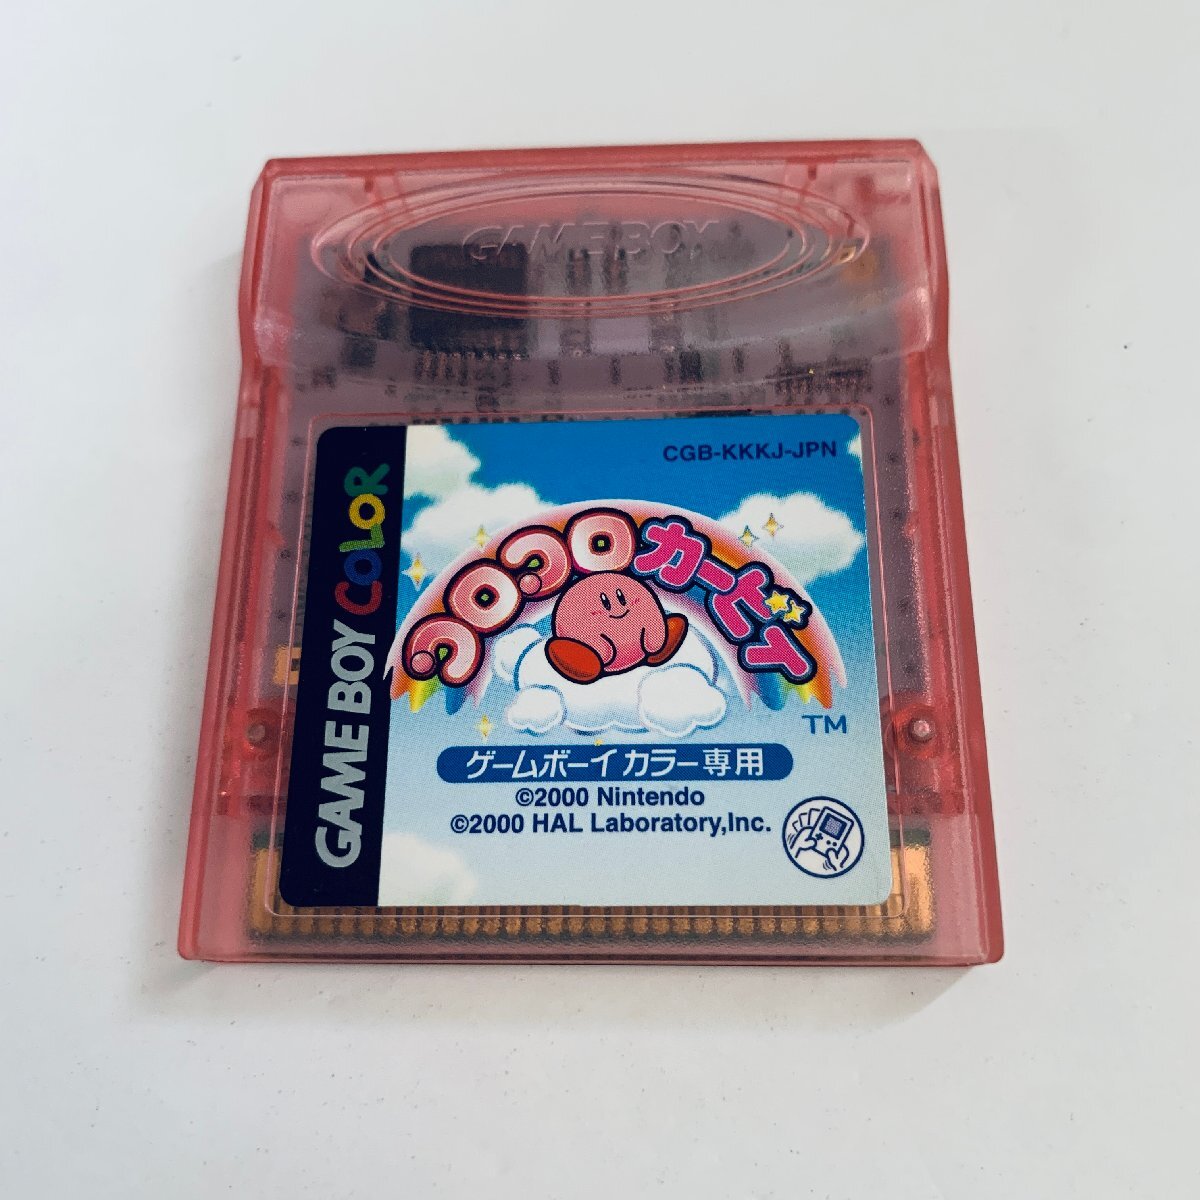 GAME BOY
CGB-KKKJ-JPN
GAME BOY COLOR
コロコロカービィ
TM
ゲームボーイカラー専用
©2000 Nintendo
©2000 HAL Laboratory,Inc.